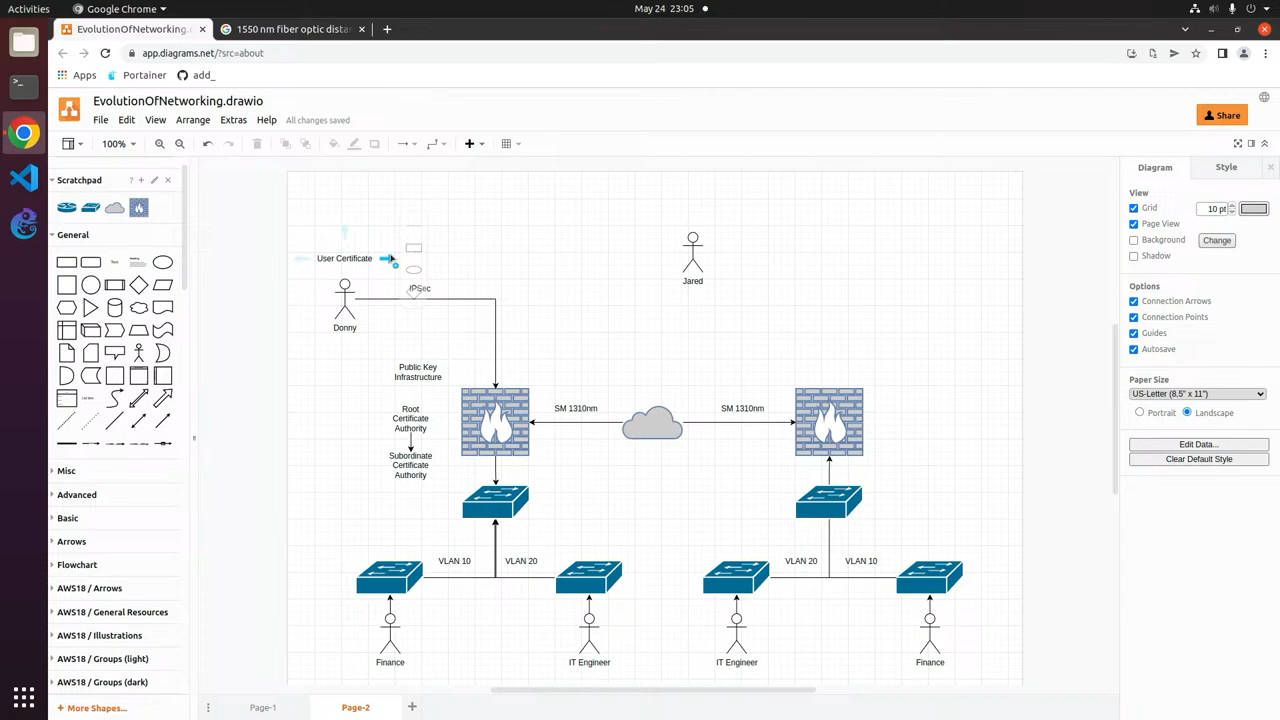 Activities
Google Chrome
May 24 23:05
EvolutionOfNetworking.
1550 nm fiber optic dista
app.diagrams.net/?src=about
Apps
Portainer
add_
EvolutionOfNetworking.drawio
File Edit View Arrange Extras Help All changes saved
Share
100%
Scratchpad
General
Misc
Advanced
Basic
Arrows
Flowchart
AWS18 / Arrows
AWS18 / General Resources
AWS18 / Illustrations
AWS18 / Groups (light)
AWS18 / Groups (dark)
+ More Shapes...
User Certificate
IPSec
Donny
Jared
Public Key
Infrastructure
Root
Certificate
Authority
Subordinate
Certificate
Authority
SM 1310nm
SM 1310nm
VLAN 10
VLAN 20
VLAN 20
VLAN 10
Finance
IT Engineer
IT Engineer
Finance
Page-1
Page-2
Diagram
Style
View
Grid
10 pt
Page View
Background
Change
Shadow
Options
Connection Arrows
Connection Points
Guides
Autosave
Paper Size
US-Letter (8,5" x 11")
Portrait
Landscape
Edit Data...
Clear Default Style